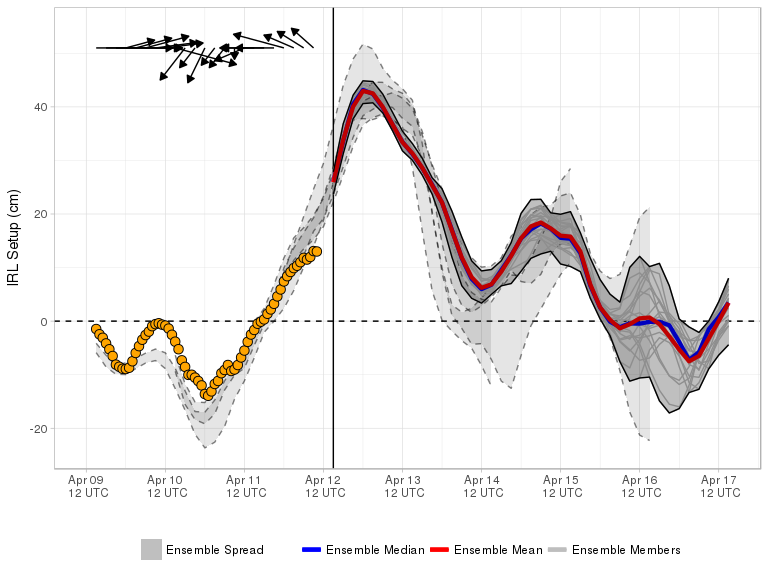 IRL Setup (cm)
40
20
0
-20
Apr 09 Apr 10 Apr 11 Apr 12 Apr 13 Apr 14 Apr 15 Apr 16 Apr 17
12 UTC 12 UTC 12 UTC 12 UTC 12 UTC 12 UTC 12 UTC 12 UTC 12 UTC
Ensemble Spread Ensemble Median Ensemble Mean Ensemble Members